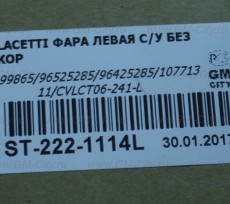 LACETTI ФАРА ЛЕВАЯ С/У БЕЗ
КОР
99865/96525285/96425285/107713
11/CVLCT06-241-L
GM
CITY
ST-222-1114L
30.01.2017